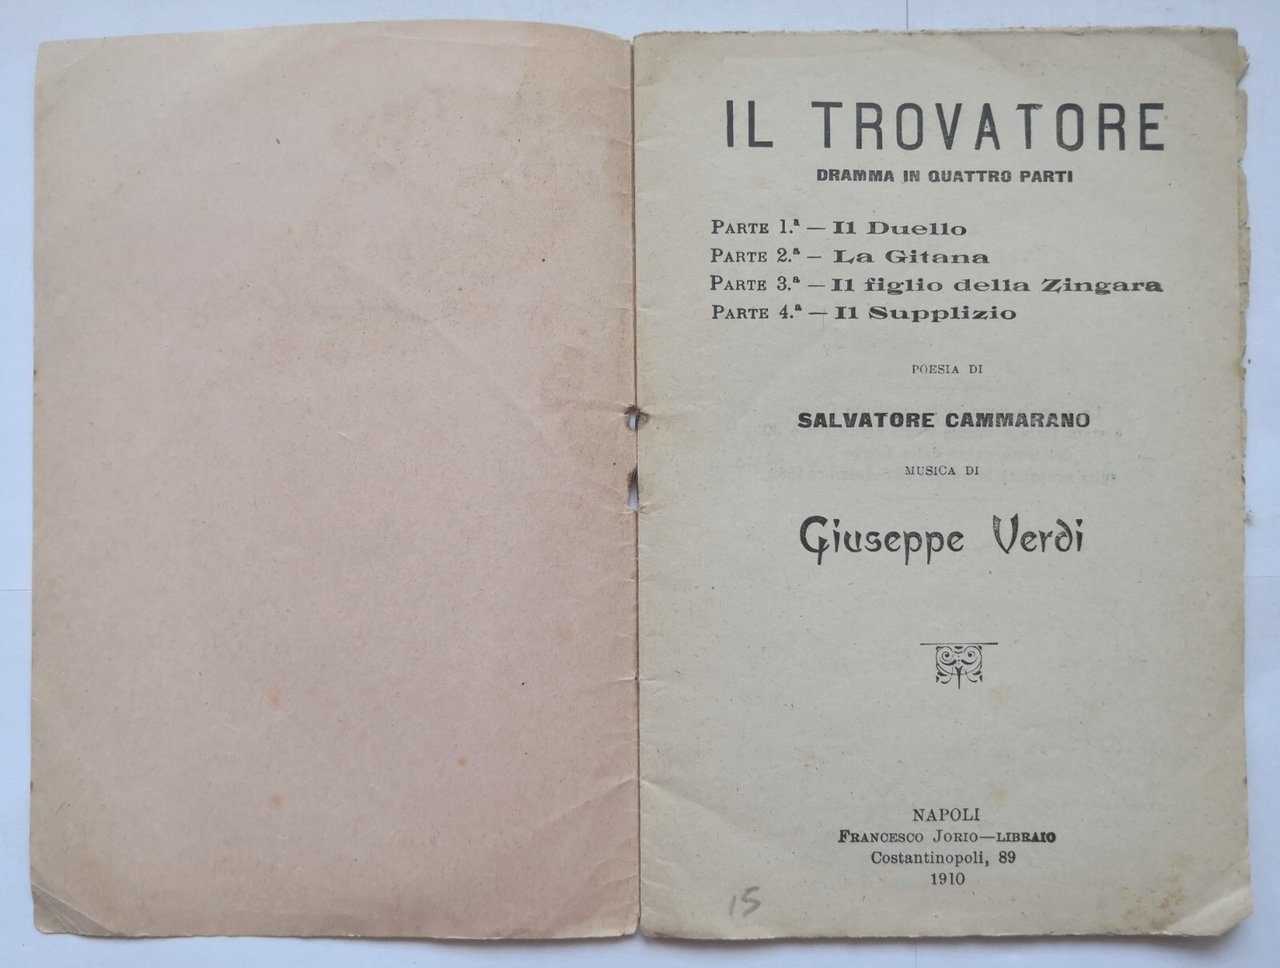 IL TROVATORE
DRAMMA IN QUATTRO PARTI
PARTE 1.ª — Il Duello
PARTE 2.ª — La Gitana
PARTE 3.ª — Il figlio della Zingara
PARTE 4.ª — Il Supplizio
POESIA DI
SALVATORE CAMMARANO
MUSICA DI
Giuseppe Verdi
NAPOLI
FRANCESCO JORIO—LIBRAIO
Costantinopoli, 89
1910
15